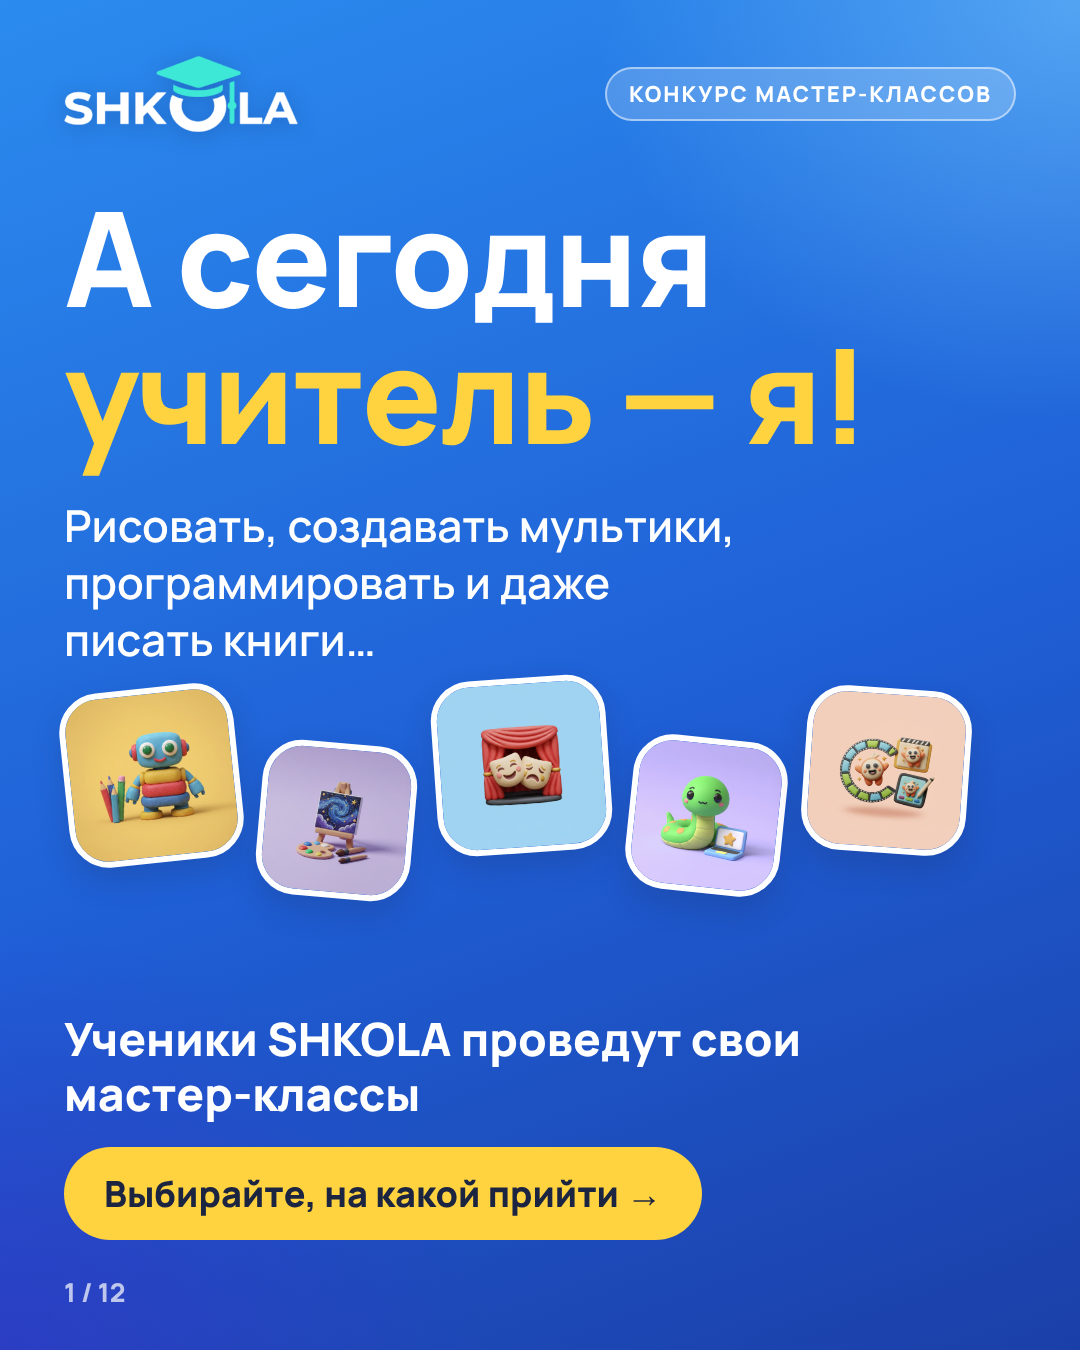 SHKOLA
КОНКУРС МАСТЕР-КЛАССОВ
А сегодня
учитель — я!
Рисовать, создавать мультики,
программировать и даже
писать книги...
Ученики SHKOLA проведут свои
мастер-классы
Выбирайте, на какой прийти →
1 / 12